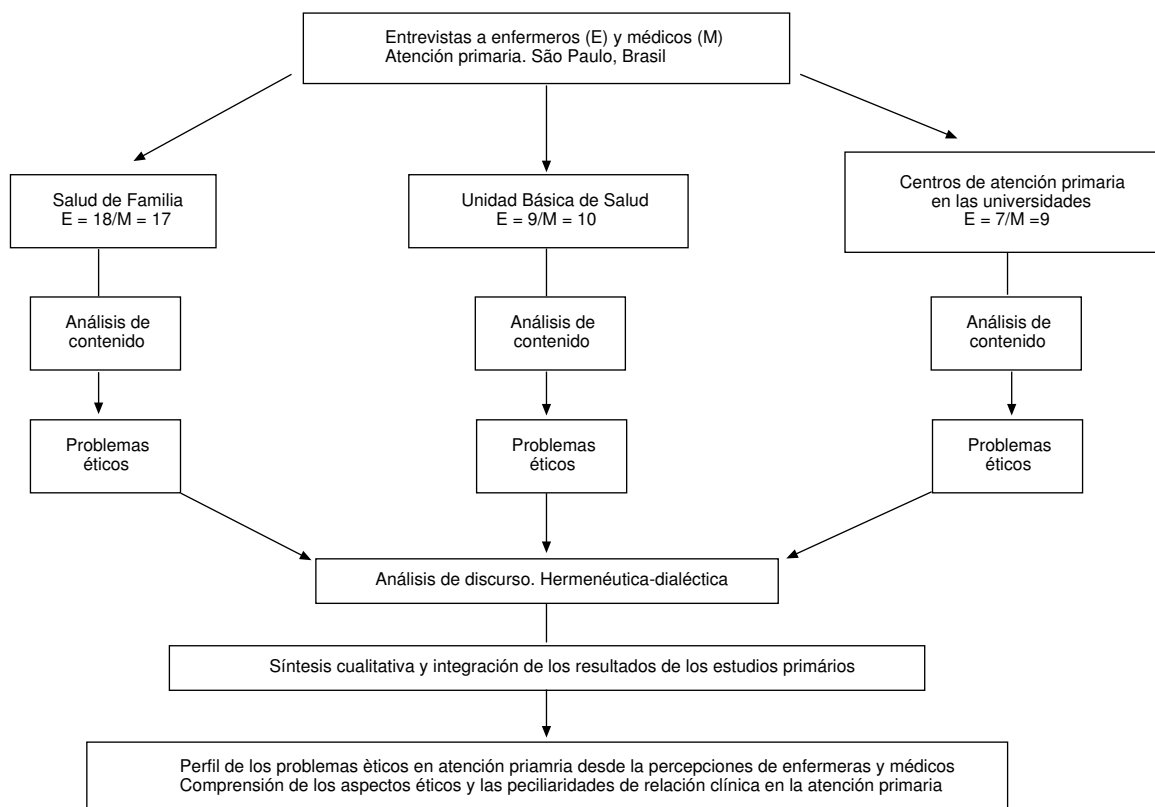 Entrevistas a enfermeros (E) y médicos (M)
Atención primaria. São Paulo, Brasil
Salud de Familia
E = 18/M = 17
Unidad Básica de Salud
E = 9/M = 10
Centros de atención primaria
en las universidades
E = 7/M =9
Análisis de
contenido
Análisis de
contenido
Análisis de
contenido
Problemas
éticos
Problemas
éticos
Problemas
éticos
Análisis de discurso. Hermenéutica-dialéctica
Síntesis cualitativa y integración de los resultados de los estudios primários
Perfil de los problemas èticos en atención priamria desde la percepciones de enfermeras y médicos
Comprensión de los aspectos éticos y las peciliaridades de relación clínica en la atención primaria